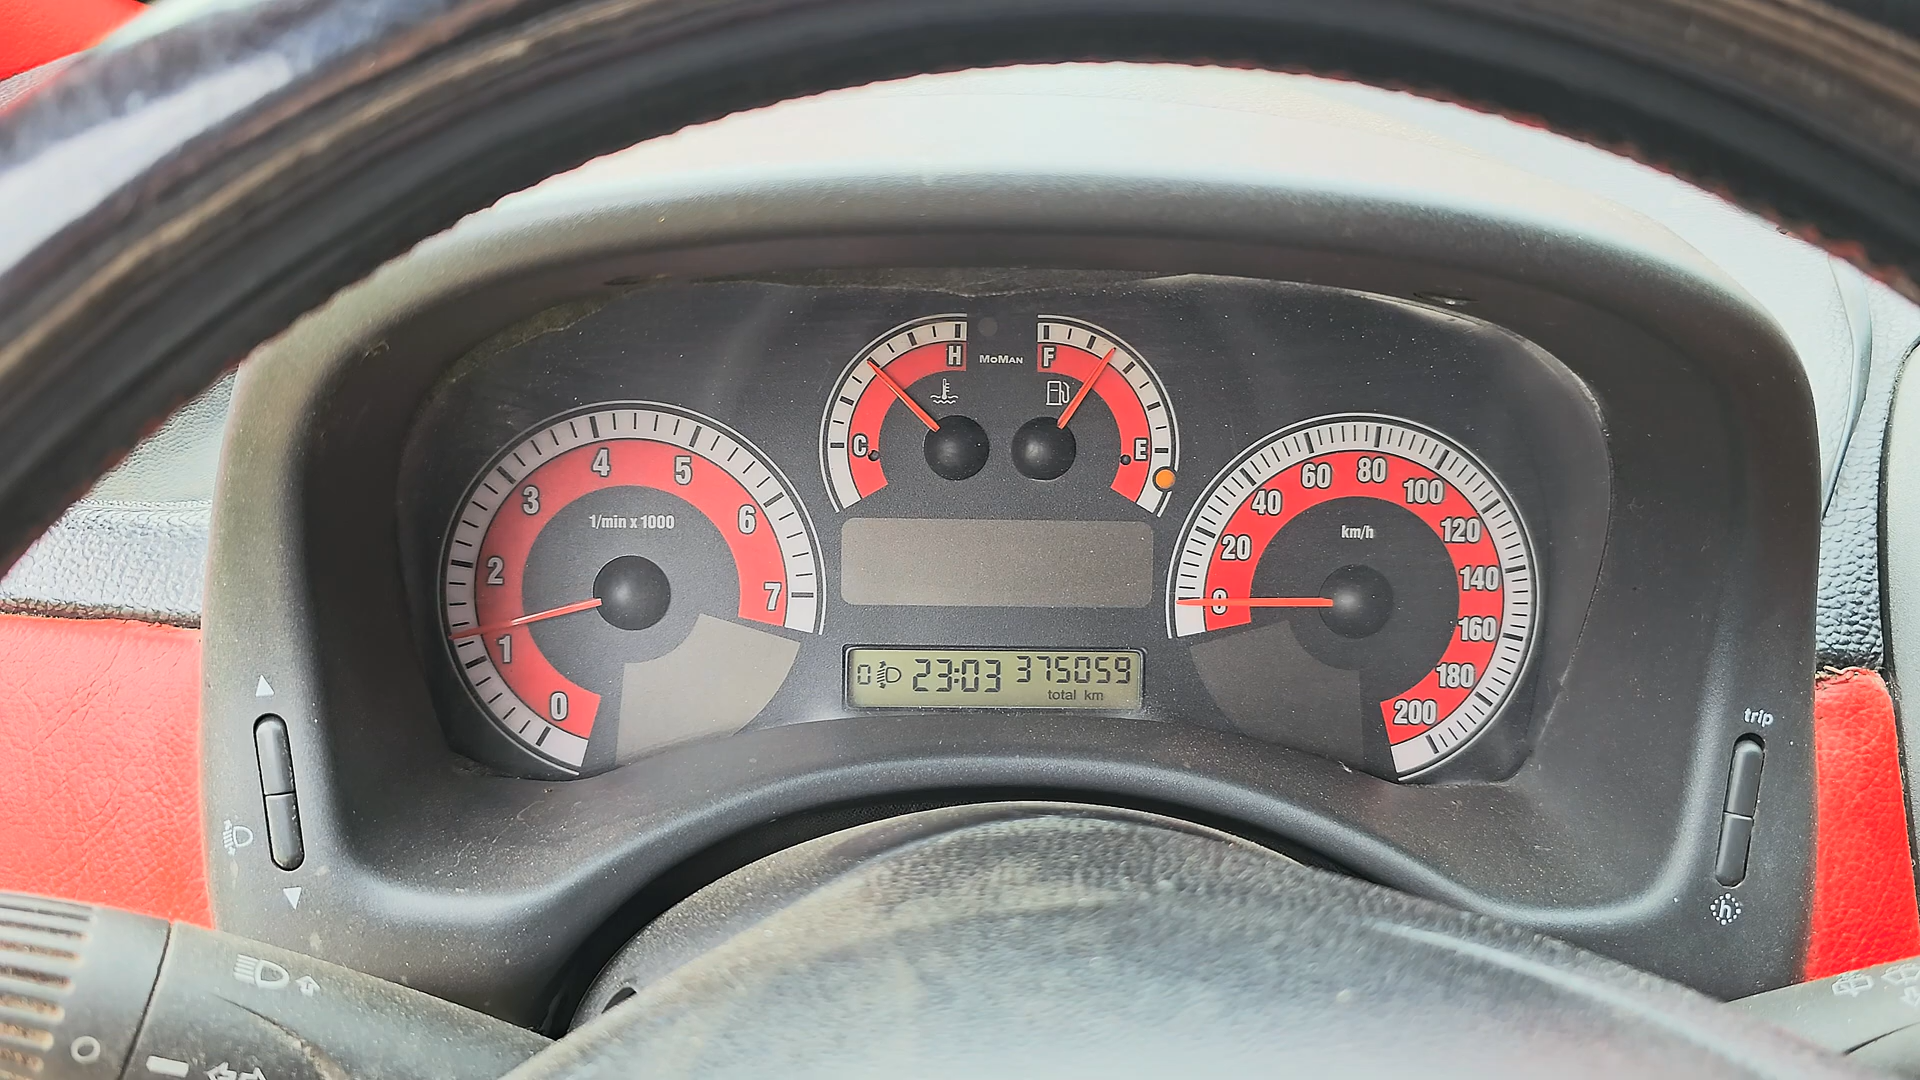 H MoMan F
C E
1/min x 1000
0 1 2 3 4 5 6 7
km/h
0 20 40 60 80 100 120 140 160 180 200
0 23:03 375059
total km
trip
h